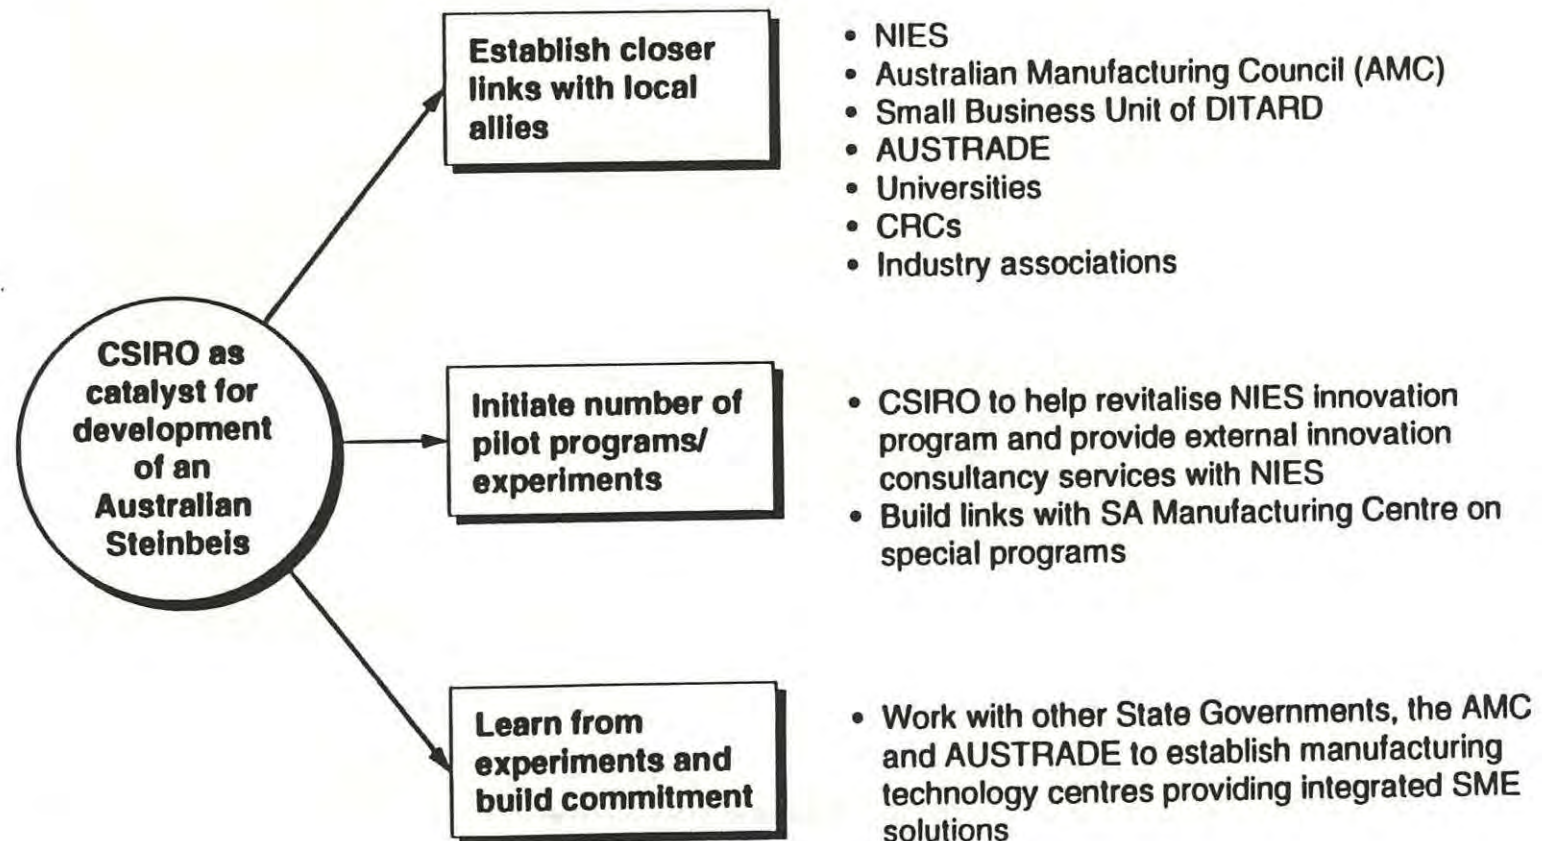 Establish closer
links with local
allies
• NIES
• Australian Manufacturing Council (AMC)
• Small Business Unit of DITARD
• AUSTRADE
• Universities
• CRCs
• Industry associations
CSIRO as
catalyst for
development
of an
Australian
Steinbeis
Initiate number of
pilot programs/
experiments
• CSIRO to help revitalise NIES innovation
program and provide external innovation
consultancy services with NIES
• Build links with SA Manufacturing Centre on
special programs
Learn from
experiments and
build commitment
• Work with other State Governments, the AMC
and AUSTRADE to establish manufacturing
technology centres providing integrated SME
solutions